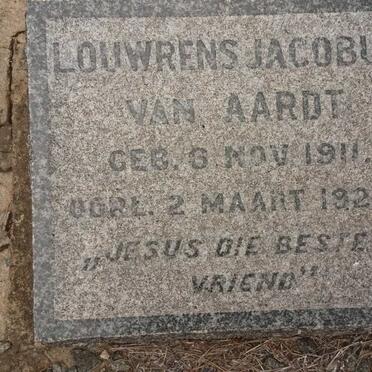 LOUWRENS JACOBU
VAN AARDT
GEB. 6 NOV. 1911.
OORL. 2 MAART 192
„JESUS DIE BESTE
VRIEND"